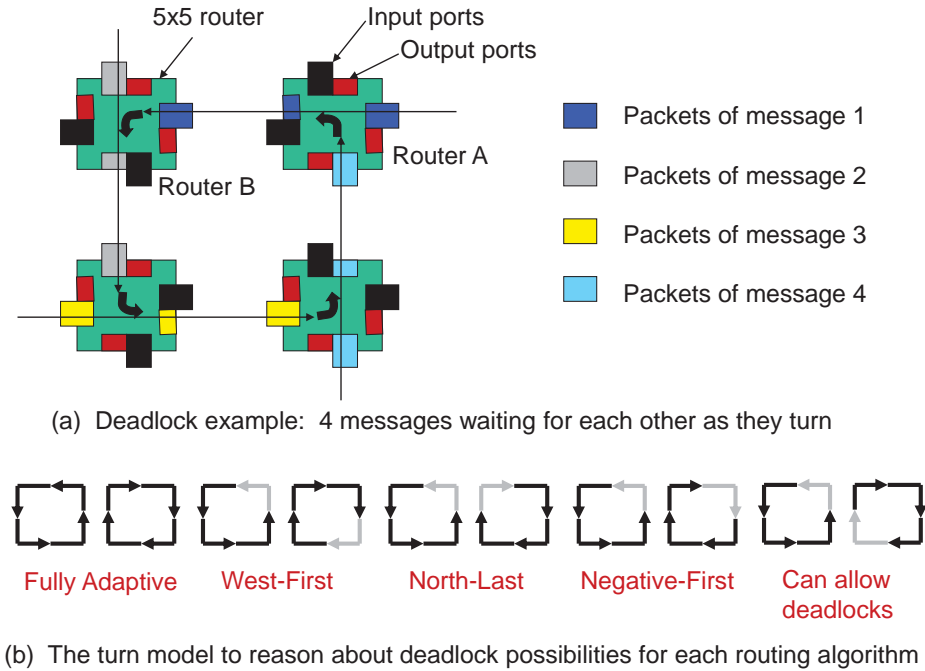 5x5 router
Input ports
Output ports
Router A
Router B
Packets of message 1
Packets of message 2
Packets of message 3
Packets of message 4
(a) Deadlock example: 4 messages waiting for each other as they turn
Fully Adaptive
West-First
North-Last
Negative-First
Can allow
deadlocks
(b) The turn model to reason about deadlock possibilities for each routing algorithm